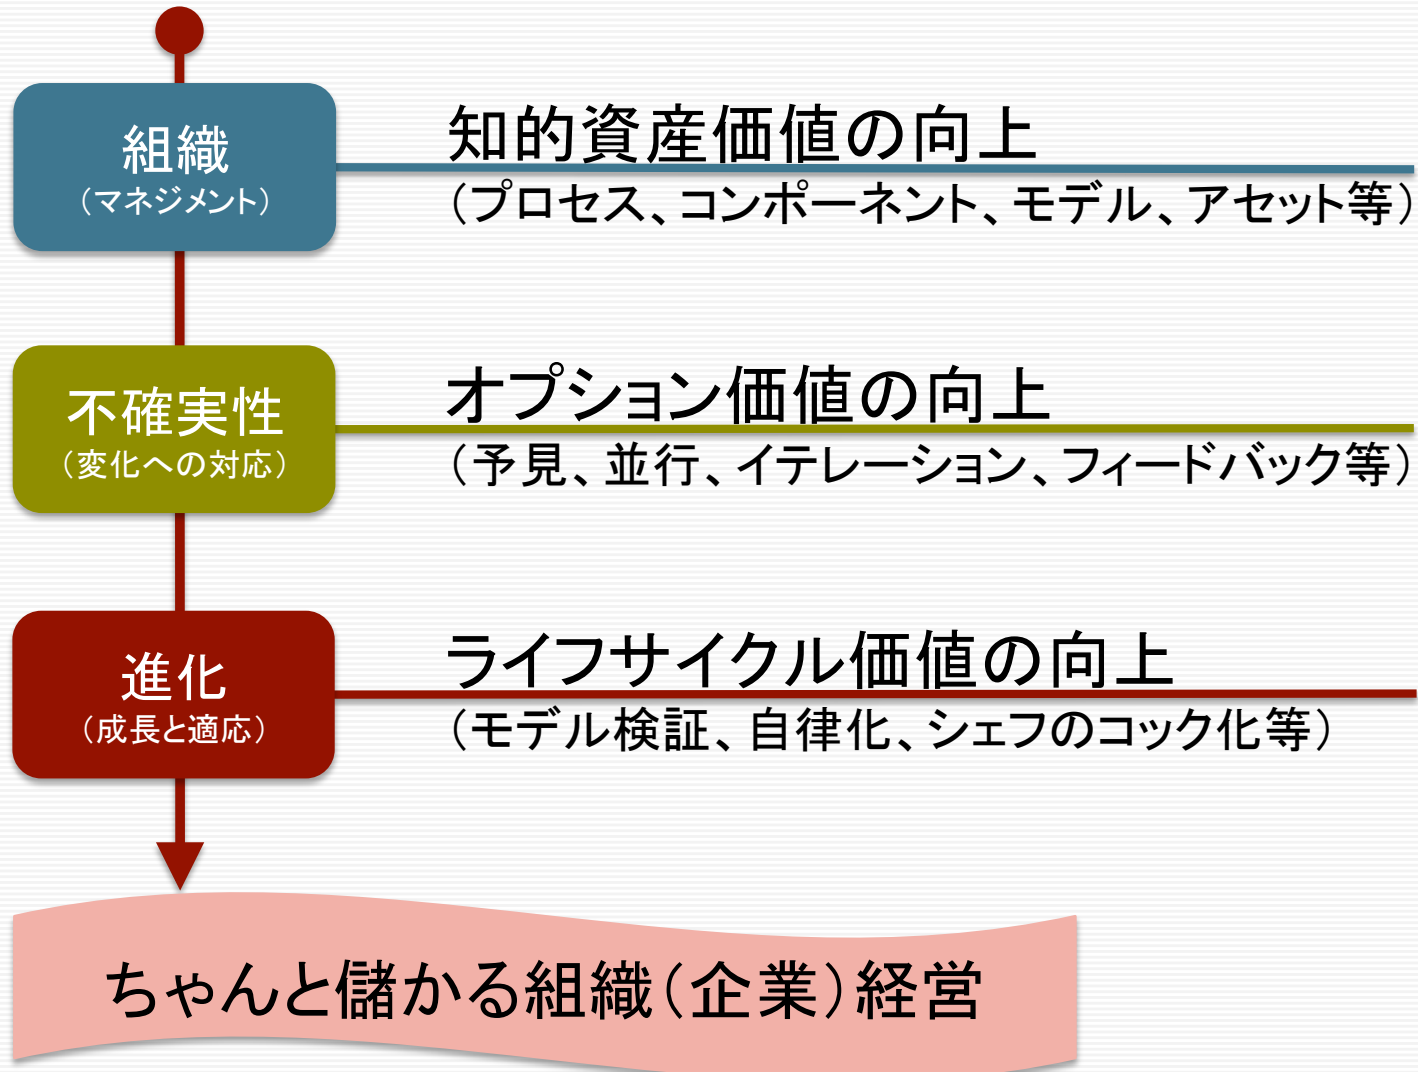 組織
（マネジメント）
知的資産価値の向上
（プロセス、コンポーネント、モデル、アセット等）
不確実性
（変化への対応）
オプション価値の向上
（予見、並行、イテレーション、フィードバック等）
進化
（成長と適応）
ライフサイクル価値の向上
（モデル検証、自律化、シェフのコック化等）
ちゃんと儲かる組織（企業）経営